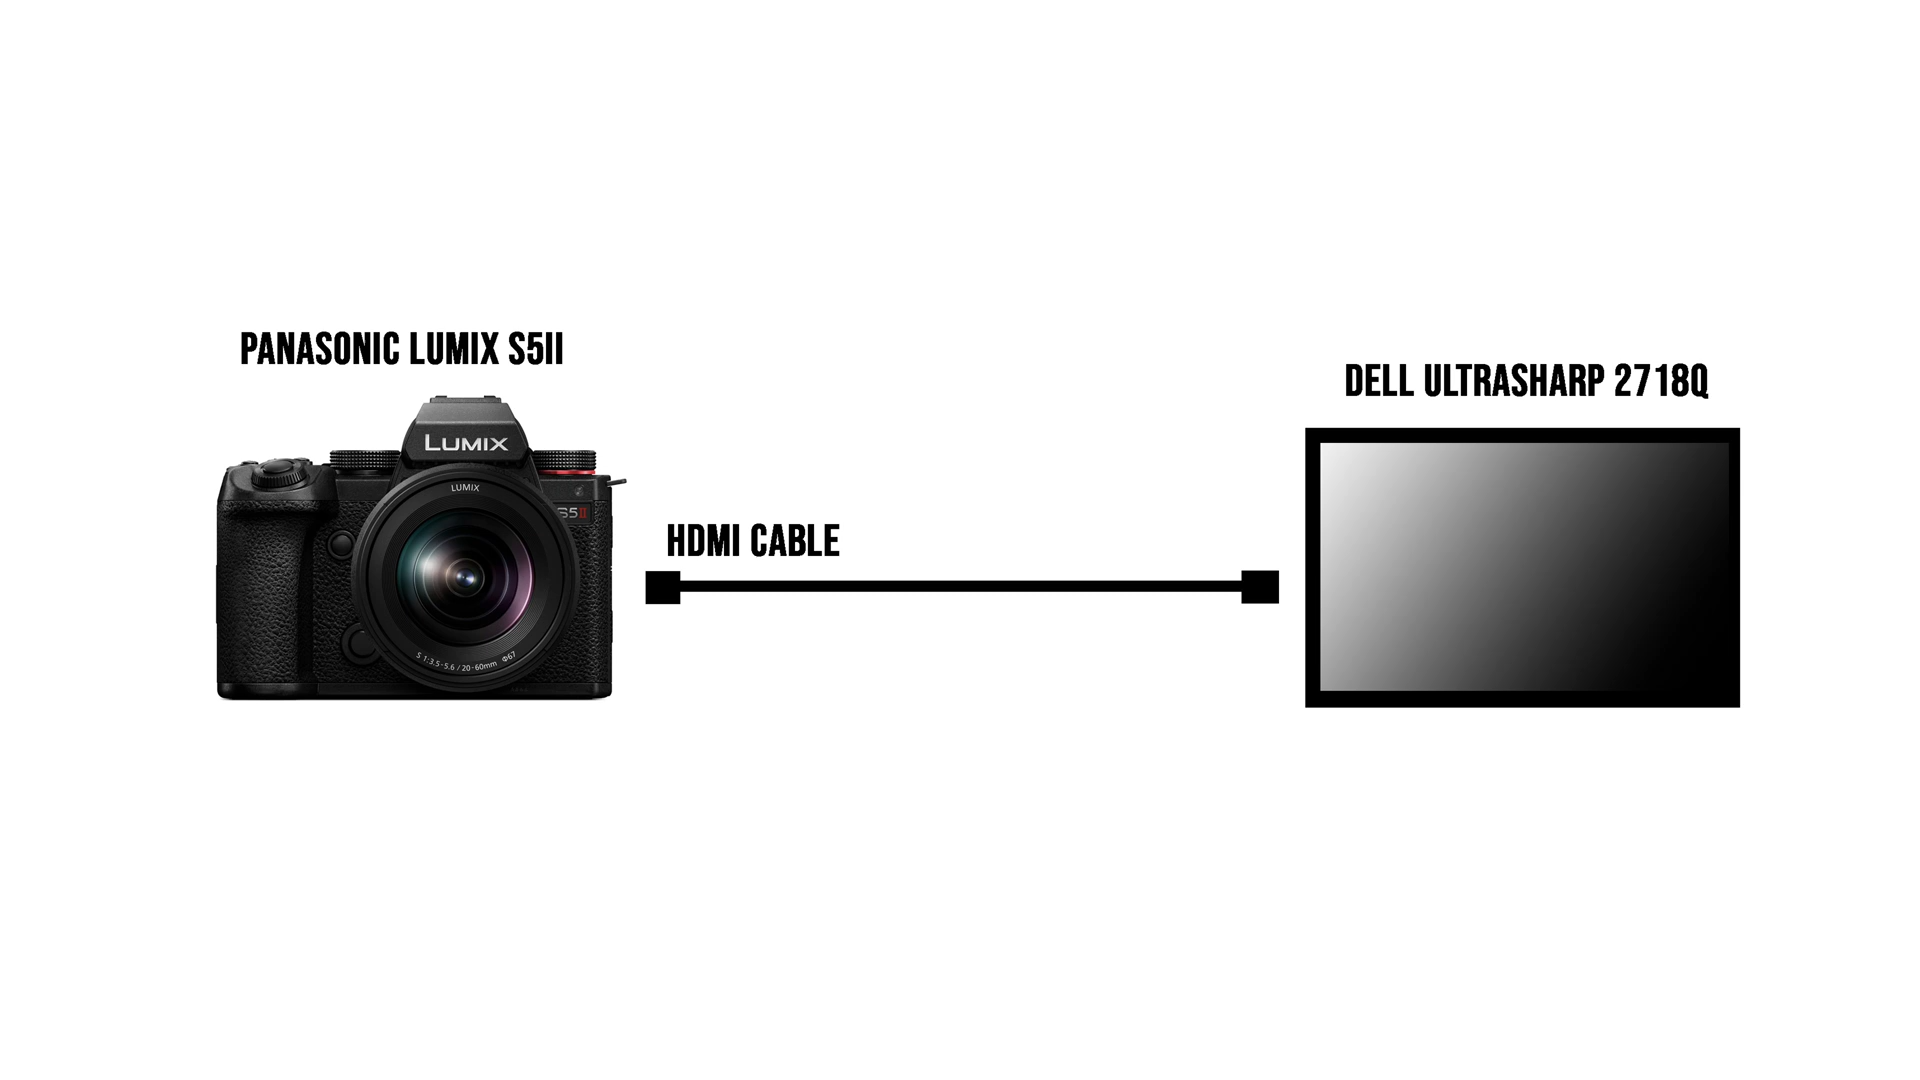 PANASONIC LUMIX S5II
DELL ULTRASHARP 2718Q
LUMIX
LUMIX
S5II
HDMI CABLE
S 1:3.5-5.6 / 20-60mm Φ67